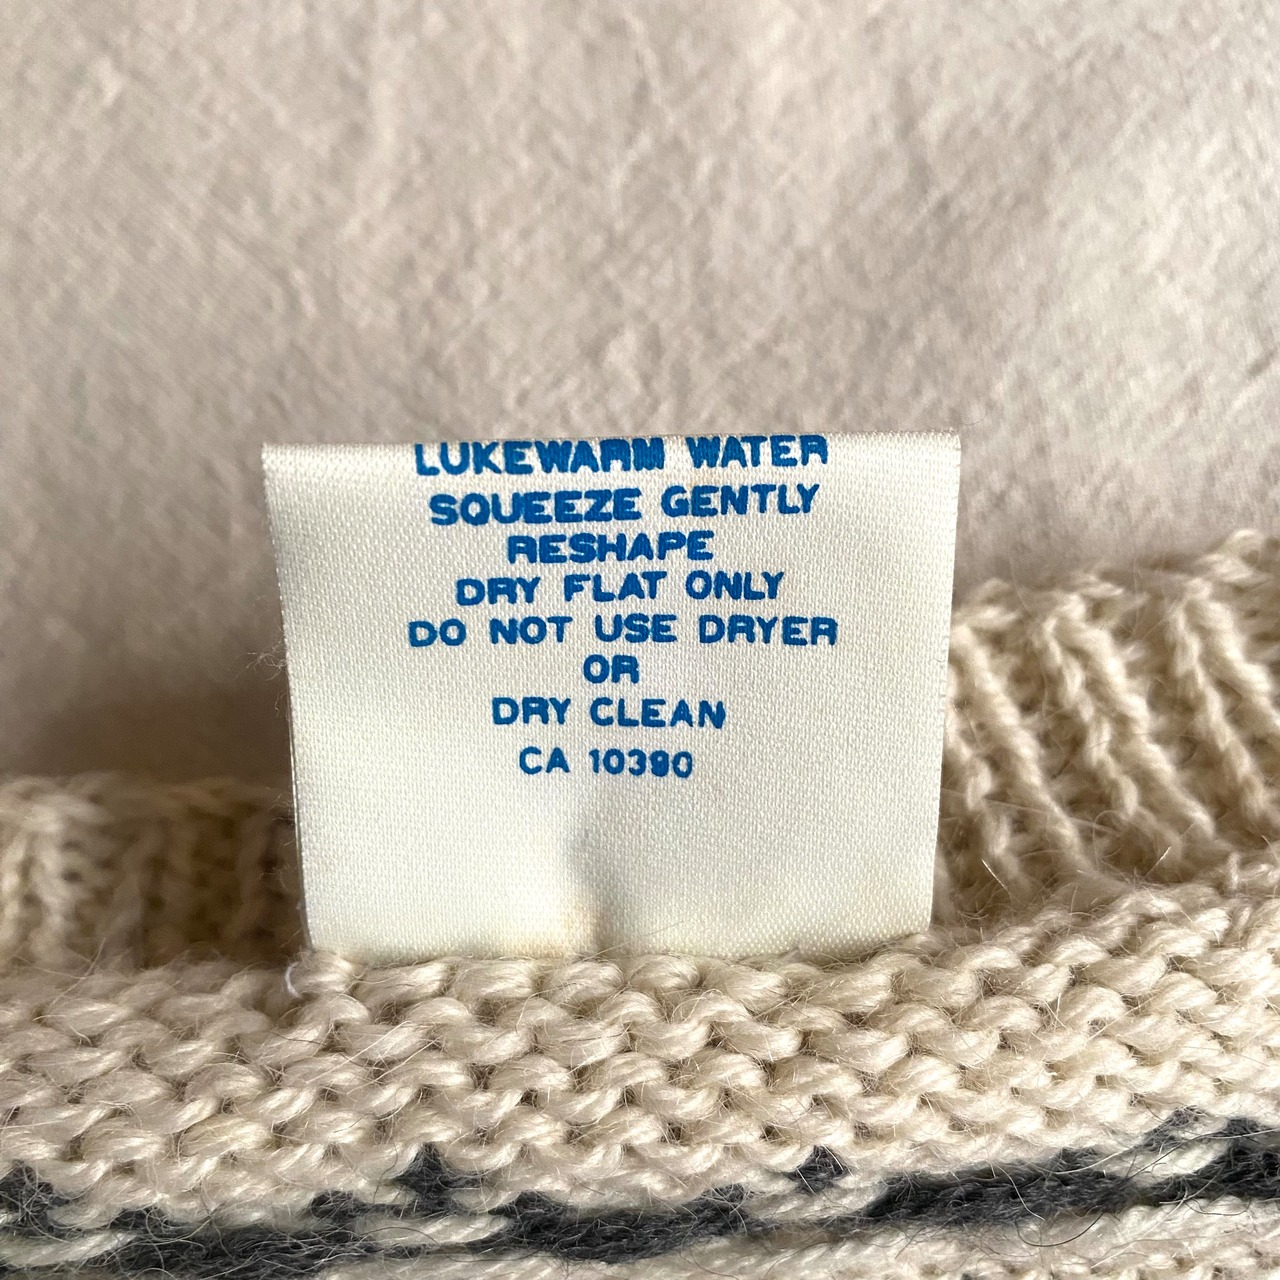 LUKEWARM WATER
SQUEEZE GENTLY
RESHAPE
DRY FLAT ONLY
DO NOT USE DRYER
OR
DRY CLEAN
CA 10390